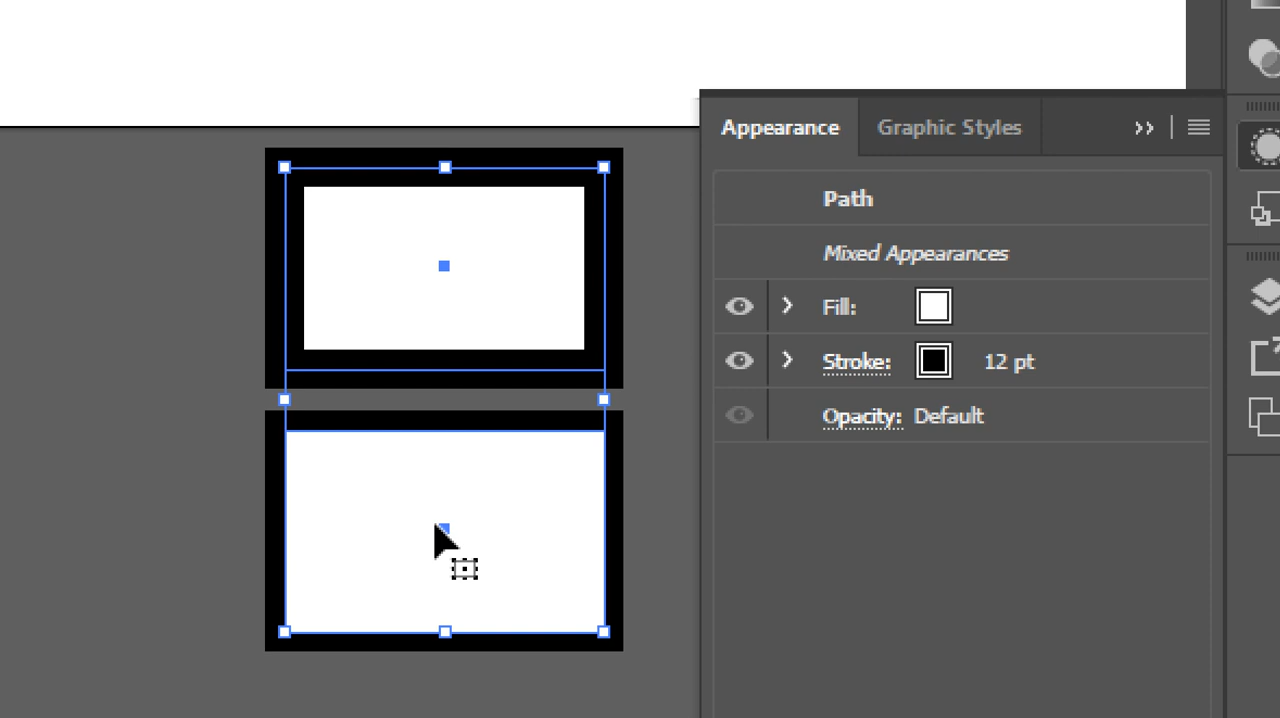 Appearance Graphic Styles
Path
Mixed Appearances
Fill:
Stroke: 12 pt
Opacity: Default